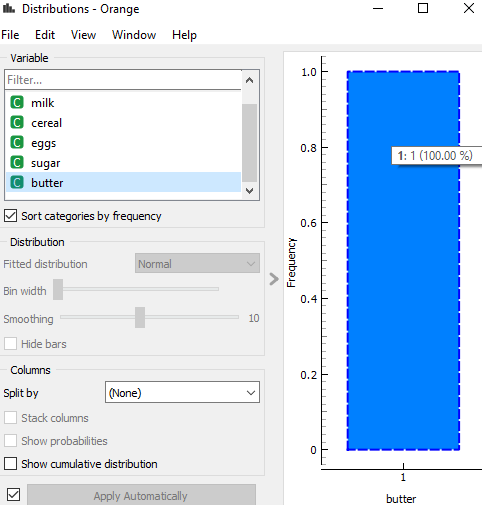 Distributions - Orange
File Edit View Window Help
Variable
Filter...
C milk
C cereal
C eggs
C sugar
C butter
Sort categories by frequency
Distribution
Fitted distribution Normal
Bin width
Smoothing 10
Hide bars
Columns
Split by (None)
Stack columns
Show probabilities
Show cumulative distribution
Apply Automatically
1.0
0.8
1: 1 (100.00 %)
0.6
Frequency
0.4
0.2
0
1
butter